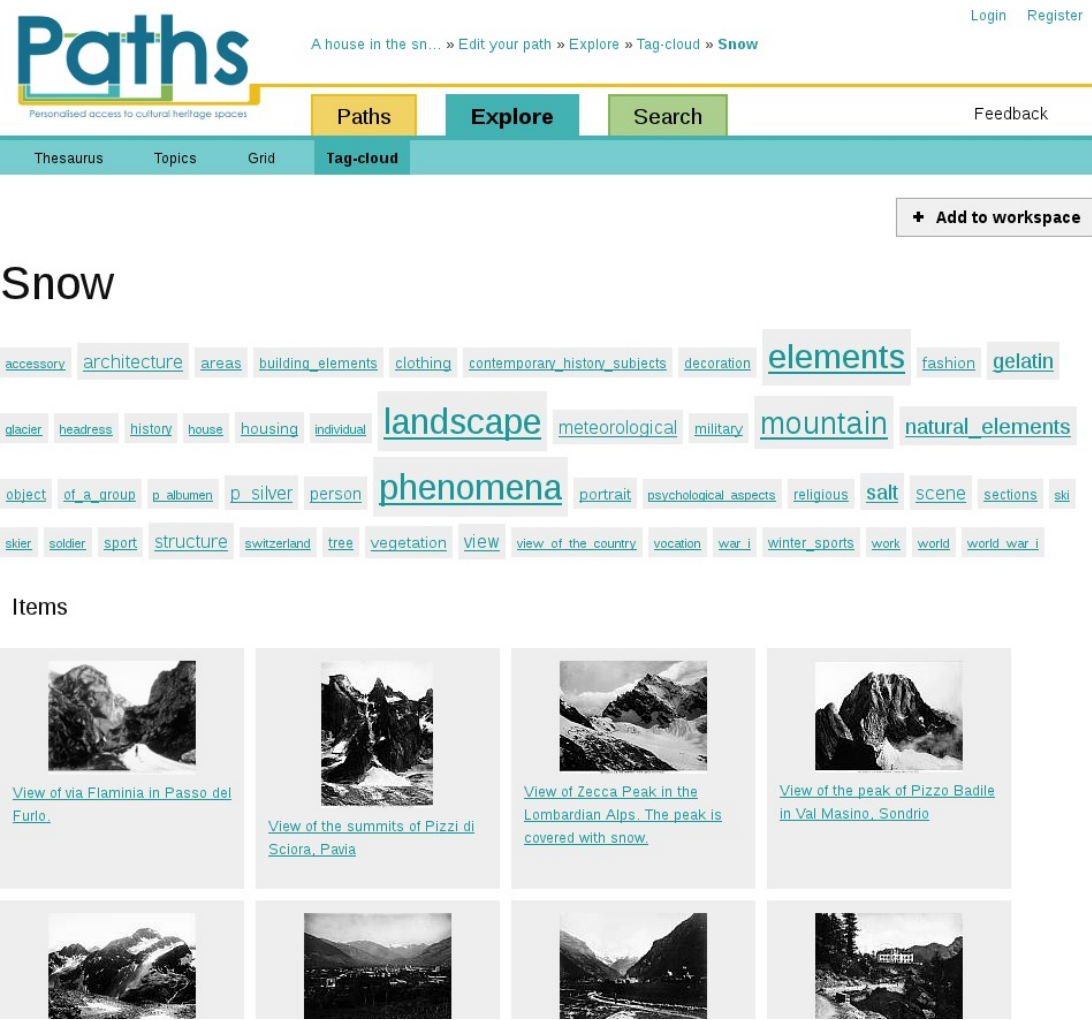 Login Register
Paths
A house in the sn... » Edit your path » Explore » Tag-cloud » Snow
Personalised access to cultural heritage spaces
Paths Explore Search Feedback
Thesaurus Topics Grid Tag-cloud
+ Add to workspace
Snow
accessory architecture areas building_elements clothing contemporary_history_subjects decoration elements fashion gelatin
glacier headress history house housing individual landscape meteorological military mountain natural_elements
object of_a_group p_albumen p_silver person phenomena portrait psychological_aspects religious salt scene sections ski
skier soldier sport structure switzerland tree vegetation view view_of_the_country vocation war_i winter_sports work world world_war_i
Items
View of via Flaminia in Passo del
Furlo.
View of the summits of Pizzi di
Sciora, Pavia
View of Zecca Peak in the
Lombardian Alps. The peak is
covered with snow.
View of the peak of Pizzo Badile
in Val Masino, Sondrio